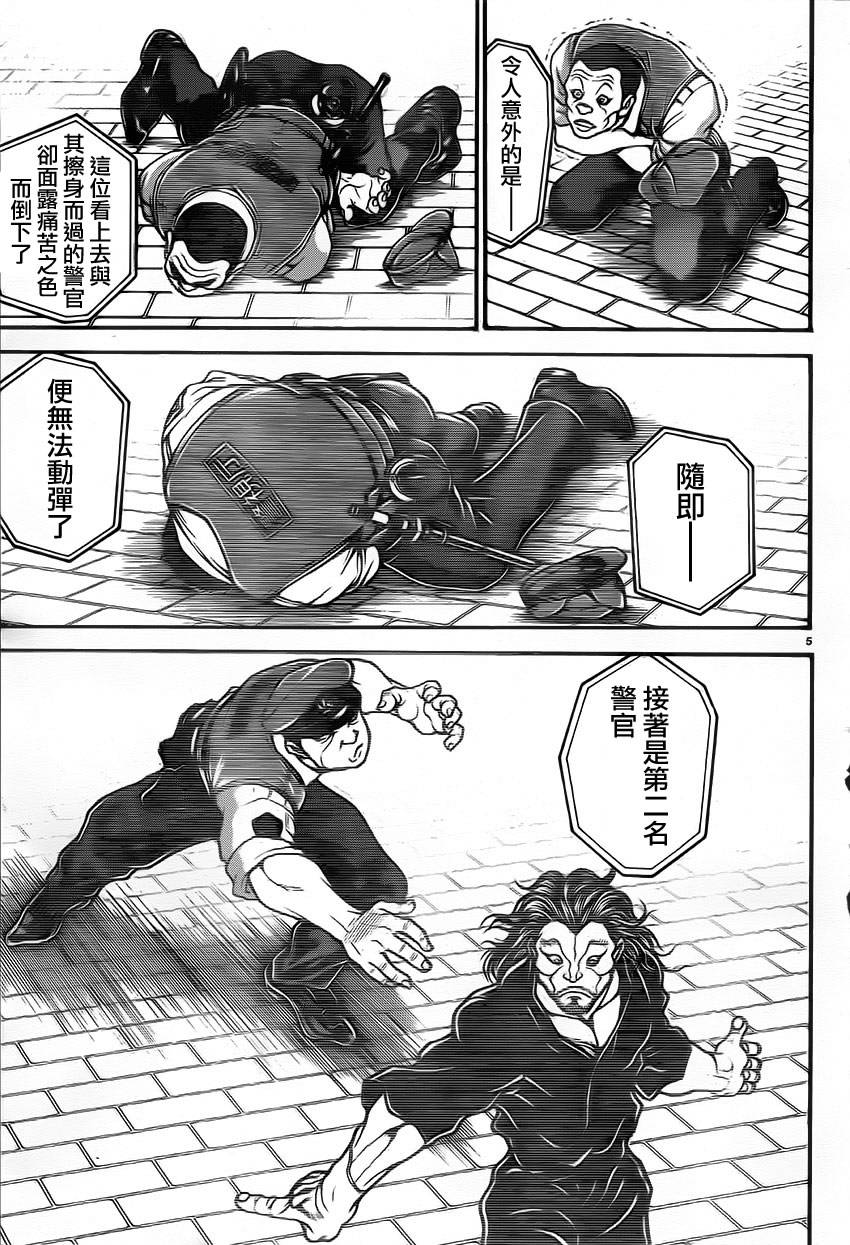 令人意外的是——
這位看上去與
其擦身而過的警官
卻面露痛苦之色
而倒下了
隨即——
便無法動彈了
5
接著是第二名
警官